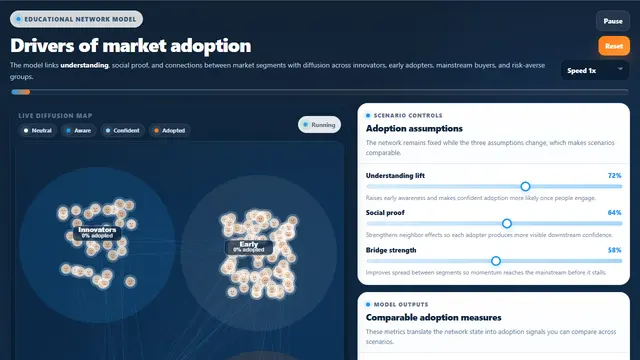 EDUCATIONAL NETWORK MODEL
Drivers of market adoption
The model links understanding, social proof, and connections between market segments with diffusion across innovators, early adopters, mainstream buyers, and risk-averse
groups.
Pause
Reset
Speed 1x
LIVE DIFFUSION MAP
Neutral
Aware
Confident
Adopted
Running
Innovators
0% adopted
Early
0% adopted
SCENARIO CONTROLS
Adoption assumptions
The network remains fixed while the three assumptions change, which makes scenarios
comparable.
Understanding lift 72%
Raises early awareness and makes confident adoption more likely once people engage.
Social proof 64%
Strengthens neighbor effects so each adopter produces more visible downstream confidence.
Bridge strength 58%
Improves spread between segments so momentum reaches the mainstream before it stalls.
MODEL OUTPUTS
Comparable adoption measures
These metrics translate the network state into adoption signals you can compare across
scenarios.